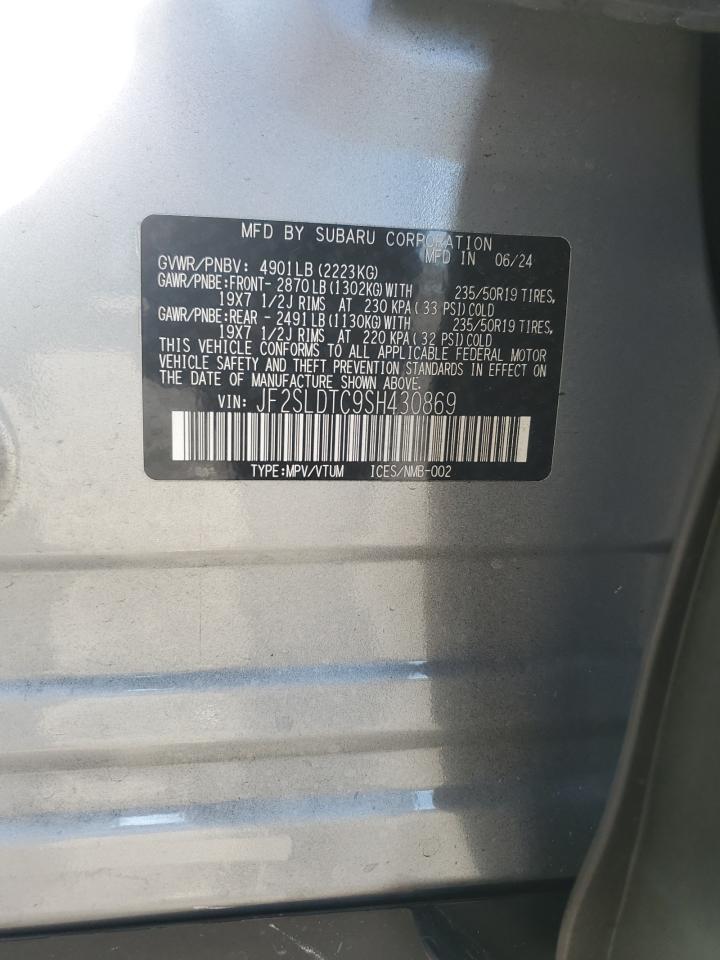 MFD BY SUBARU CORPORATION
MFD IN 06/24
GVWR/PNBV: 4901LB(2223KG)
GAWR/PNBE:FRONT- 2870LB(1302KG)WITH 235/50R19 TIRES,
19X7 1/2J RIMS AT 230 KPA(33 PSI)COLD
GAWR/PNBE:REAR - 2491LB(1130KG)WITH 235/50R19 TIRES,
19X7 1/2J RIMS AT 220 KPA(32 PSI)COLD
THIS VEHICLE CONFORMS TO ALL APPLICABLE FEDERAL MOTOR
VEHICLE SAFETY AND THEFT PREVENTION STANDARDS IN EFFECT ON
THE DATE OF MANUFACTURE SHOWN ABOVE.
VIN: JF2SLDTC9SH430869
TYPE:MPV/VTUM ICES/NMB-002